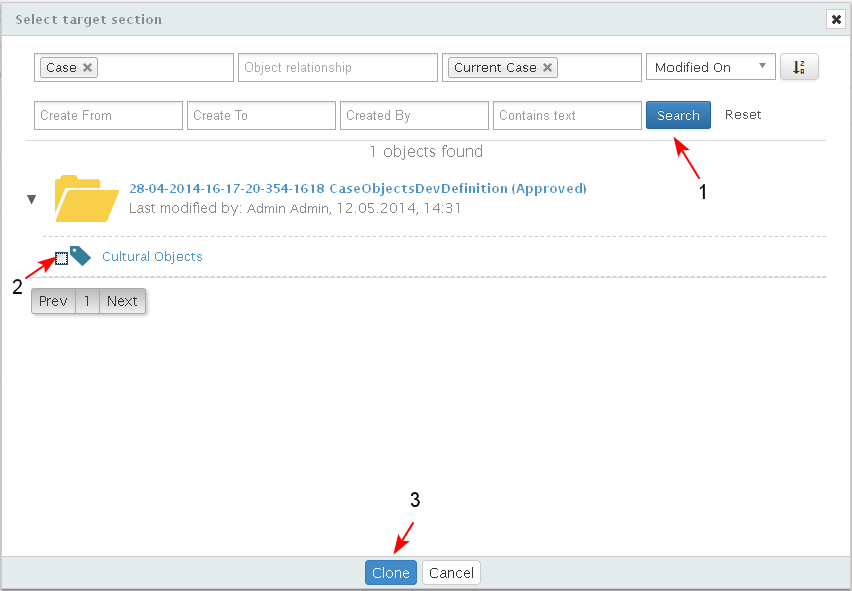 Select target section
Case Object relationship Current Case Modified On
Create From Create To Created By Contains text Search Reset
1 objects found
1
28-04-2014-16-17-20-354-1618 CaseObjectsDevDefinition (Approved)
Last modified by: Admin Admin, 12.05.2014, 14:31
Cultural Objects
2
Prev 1 Next
3
Clone Cancel